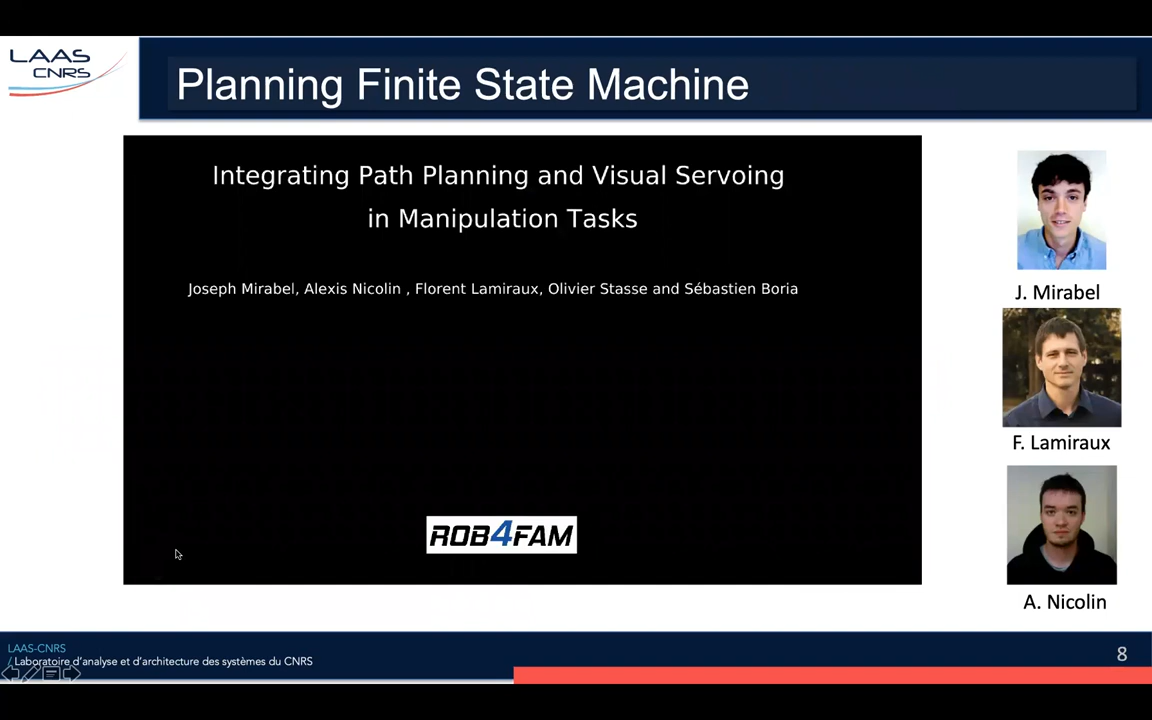 LAAS
CNRS
Planning Finite State Machine
Integrating Path Planning and Visual Servoing
in Manipulation Tasks
Joseph Mirabel, Alexis Nicolin , Florent Lamiraux, Olivier Stasse and Sébastien Boria
ROB4FAM
J. Mirabel
F. Lamiraux
A. Nicolin
LAAS-CNRS
/ Laboratoire d'analyse et d'architecture des systèmes du CNRS
8